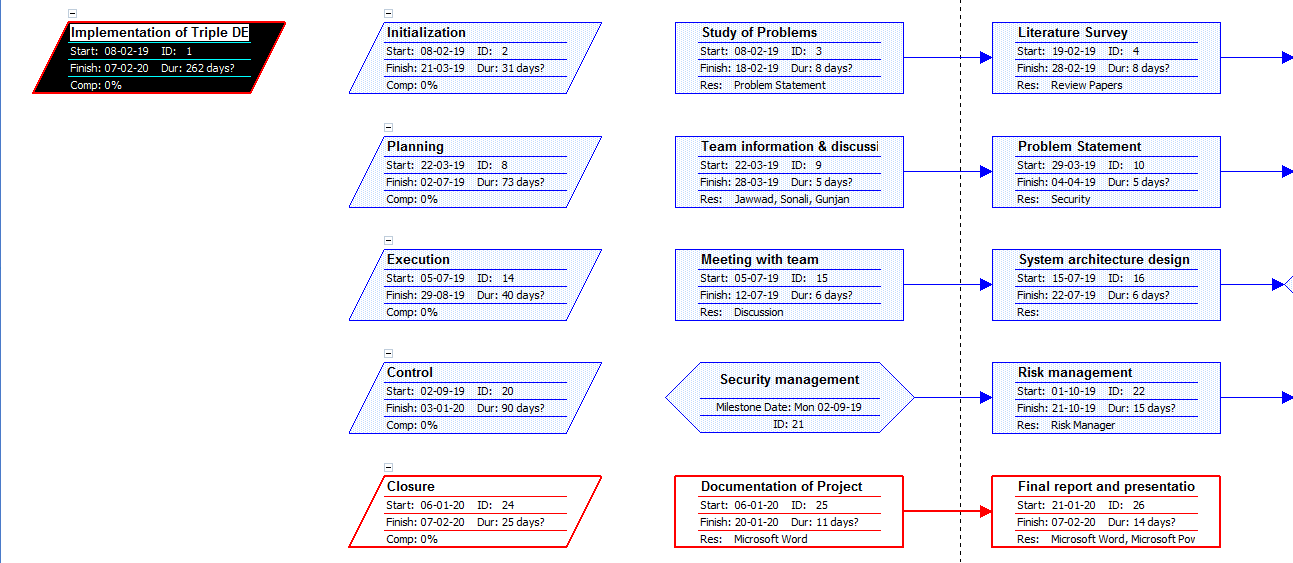 Implementation of Triple DE
Start: 08-02-19 ID: 1
Finish: 07-02-20 Dur: 262 days?
Comp: 0%
Initialization
Start: 08-02-19 ID: 2
Finish: 21-03-19 Dur: 31 days?
Comp: 0%
Study of Problems
Start: 08-02-19 ID: 3
Finish: 18-02-19 Dur: 8 days?
Res: Problem Statement
Literature Survey
Start: 19-02-19 ID: 4
Finish: 28-02-19 Dur: 8 days?
Res: Review Papers
Planning
Start: 22-03-19 ID: 8
Finish: 02-07-19 Dur: 73 days?
Comp: 0%
Team information & discussi
Start: 22-03-19 ID: 9
Finish: 28-03-19 Dur: 5 days?
Res: Jawwad, Sonali, Gunjan
Problem Statement
Start: 29-03-19 ID: 10
Finish: 04-04-19 Dur: 5 days?
Res: Security
Execution
Start: 05-07-19 ID: 14
Finish: 29-08-19 Dur: 40 days?
Comp: 0%
Meeting with team
Start: 05-07-19 ID: 15
Finish: 12-07-19 Dur: 6 days?
Res: Discussion
System architecture design
Start: 15-07-19 ID: 16
Finish: 22-07-19 Dur: 6 days?
Res:
Control
Start: 02-09-19 ID: 20
Finish: 03-01-20 Dur: 90 days?
Comp: 0%
Security management
Milestone Date: Mon 02-09-19
ID: 21
Risk management
Start: 01-10-19 ID: 22
Finish: 21-10-19 Dur: 15 days?
Res: Risk Manager
Closure
Start: 06-01-20 ID: 24
Finish: 07-02-20 Dur: 25 days?
Comp: 0%
Documentation of Project
Start: 06-01-20 ID: 25
Finish: 20-01-20 Dur: 11 days?
Res: Microsoft Word
Final report and presentatio
Start: 21-01-20 ID: 26
Finish: 07-02-20 Dur: 14 days?
Res: Microsoft Word, Microsoft Pov